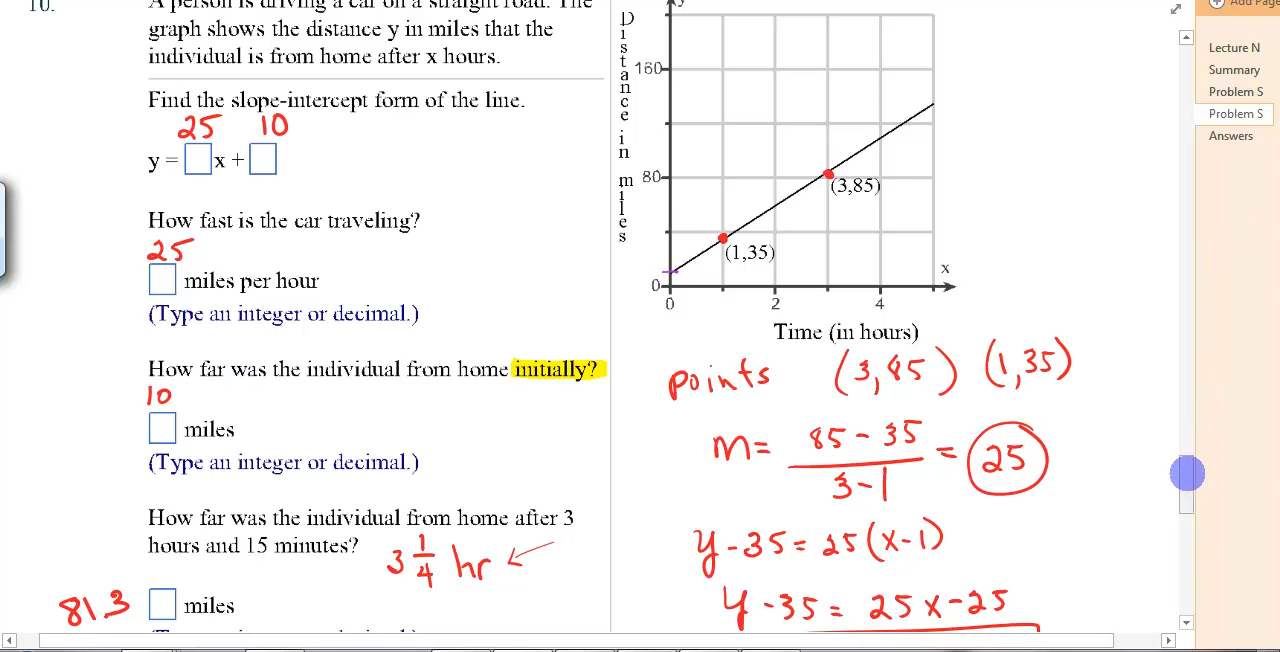 10.
A person is driving a car on a straight road. The
graph shows the distance y in miles that the
individual is from home after x hours.
Find the slope-intercept form of the line.
25 10
y = x +
How fast is the car traveling?
25
miles per hour
(Type an integer or decimal.)
How far was the individual from home initially?
10
miles
(Type an integer or decimal.)
How far was the individual from home after 3
hours and 15 minutes?
3 1/4 hr
81.3
miles
Distance in miles
y
160
80
0
(3,85)
(1,35)
x
0 2 4
Time (in hours)
points (3,85) (1,35)
m = 85 - 35 / 3 - 1 = 25
y - 35 = 25(x - 1)
y - 35 = 25x - 25
Add Page
Lecture N
Summary
Problem S
Problem S
Answers